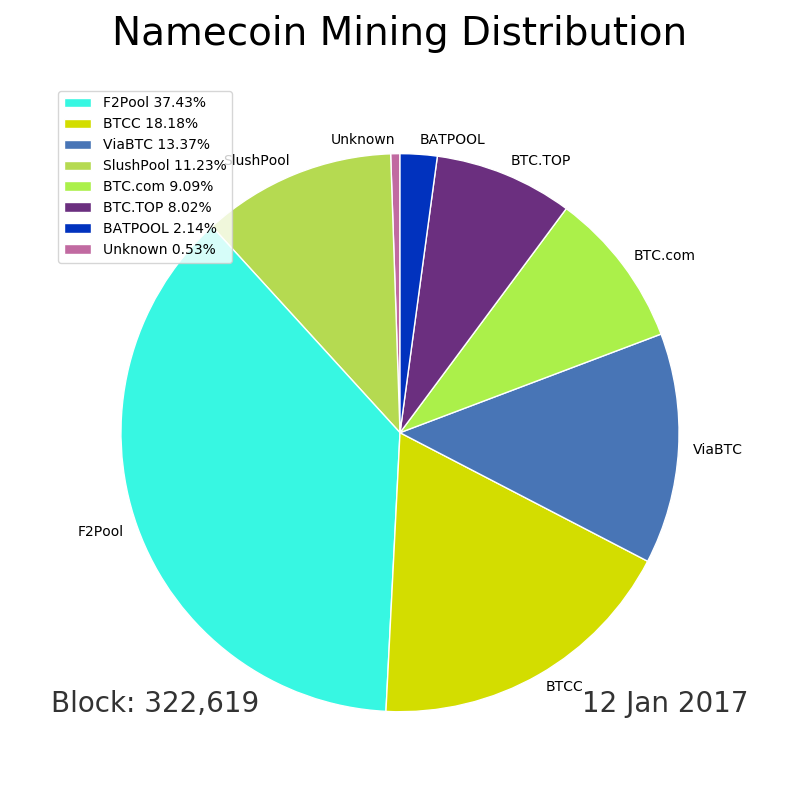 Namecoin Mining Distribution
F2Pool 37.43%
BTCC 18.18%
ViaBTC 13.37%
SlushPool 11.23%
BTC.com 9.09%
BTC.TOP 8.02%
BATPOOL 2.14%
Unknown 0.53%
Unknown
BATPOOL
SlushPool
BTC.TOP
BTC.com
ViaBTC
F2Pool
BTCC
Block: 322,619
12 Jan 2017